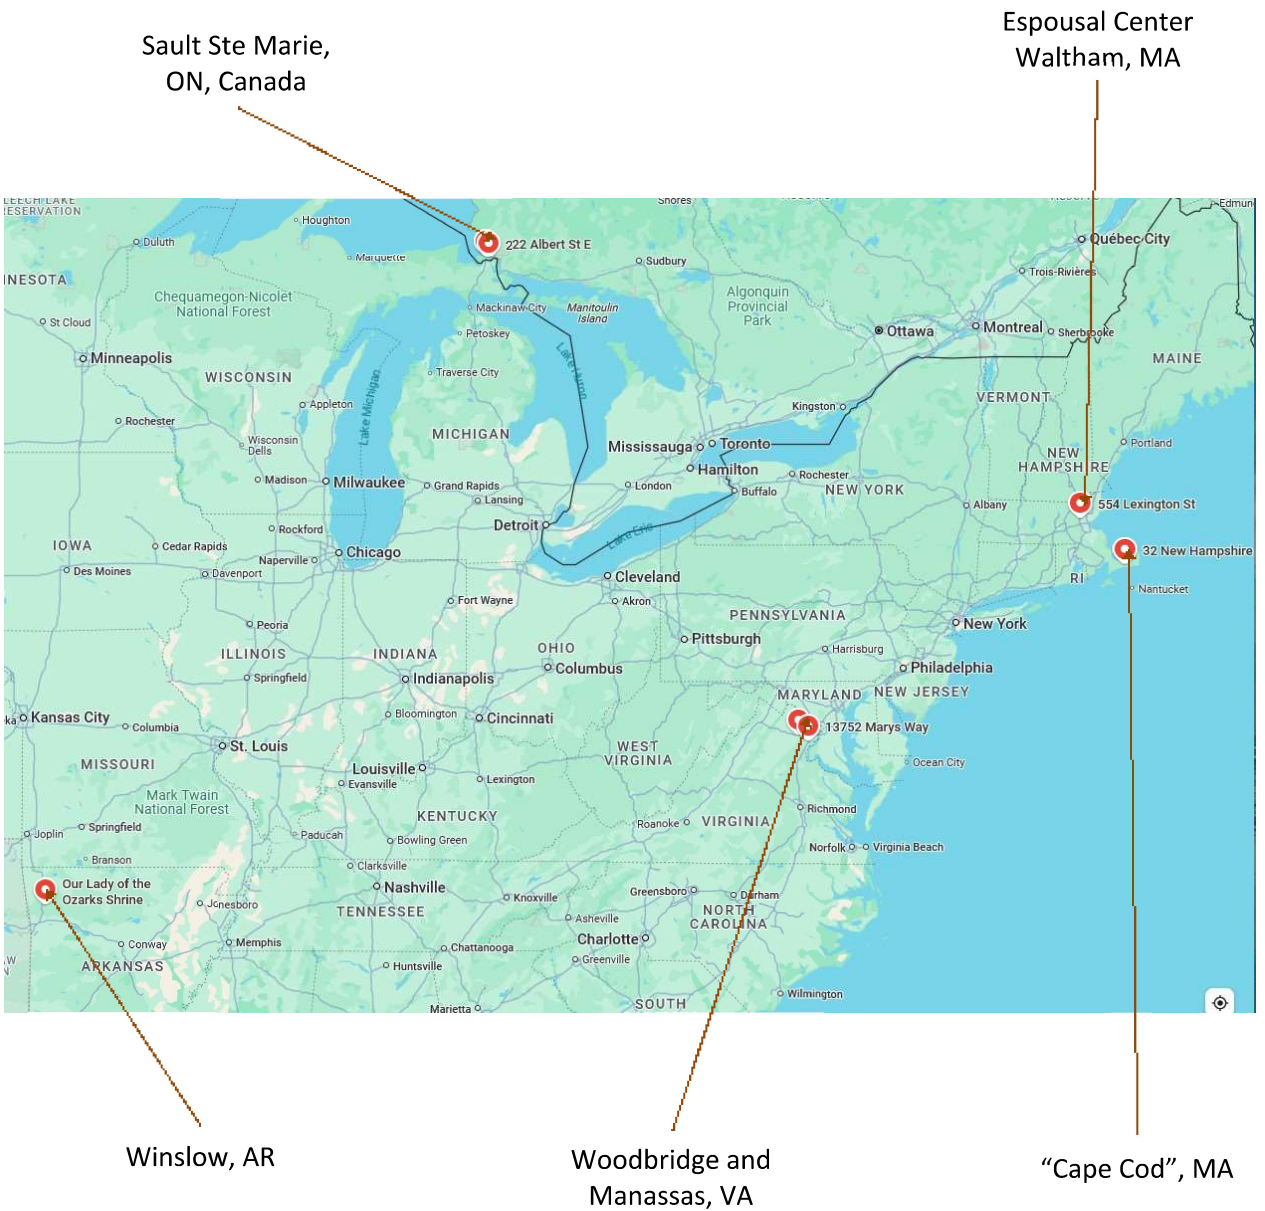 Espousal Center
Waltham, MA
Sault Ste Marie,
ON, Canada
LEECH LAKE
RESERVATION
Shores
Edmun
Houghton
Duluth
222 Albert St E
Québec City
Marquette
Sudbury
Trois-Rivières
NNESOTA
Chequamegon-Nicolet
National Forest
Algonquin
Provincial
Park
Mackinaw City
Manitoulin
Island
St Cloud
Petoskey
Ottawa
Montreal
Sherbrooke
Minneapolis
Lake Huron
MAINE
WISCONSIN
Traverse City
VERMONT
Appleton
Lake Michigan
Kingston
Rochester
Wisconsin
Dells
MICHIGAN
Mississauga
Toronto
Portland
NEW
HAMPSHIRE
Hamilton
Madison
Milwaukee
Grand Rapids
London
Rochester
Buffalo
NEW YORK
Lansing
Albany
554 Lexington St
Rockford
Detroit
Lake Erie
IOWA
Cedar Rapids
Chicago
Naperville
32 New Hampshire
Des Moines
Davenport
Cleveland
RI
Nantucket
Fort Wayne
Akron
Peoria
PENNSYLVANIA
New York
ILLINOIS
INDIANA
OHIO
Pittsburgh
Harrisburg
Springfield
Indianapolis
Columbus
Philadelphia
MARYLAND
NEW JERSEY
ka
Kansas City
Columbia
Bloomington
Cincinnati
13752 Marys Way
St. Louis
WEST
VIRGINIA
MISSOURI
Louisville
Ocean City
Evansville
Lexington
Mark Twain
National Forest
KENTUCKY
Richmond
Joplin
Springfield
Paducah
Bowling Green
Roanoke
VIRGINIA
Norfolk
Virginia Beach
Branson
Clarksville
Our Lady of the
Ozarks Shrine
Nashville
Knoxville
Greensboro
Durham
Jonesboro
TENNESSEE
Asheville
NORTH
CAROLINA
Conway
Memphis
Chattanooga
Charlotte
Greenville
ARKANSAS
Huntsville
Wilmington
Marietta
SOUTH
Winslow, AR
Woodbridge and
Manassas, VA
“Cape Cod”, MA